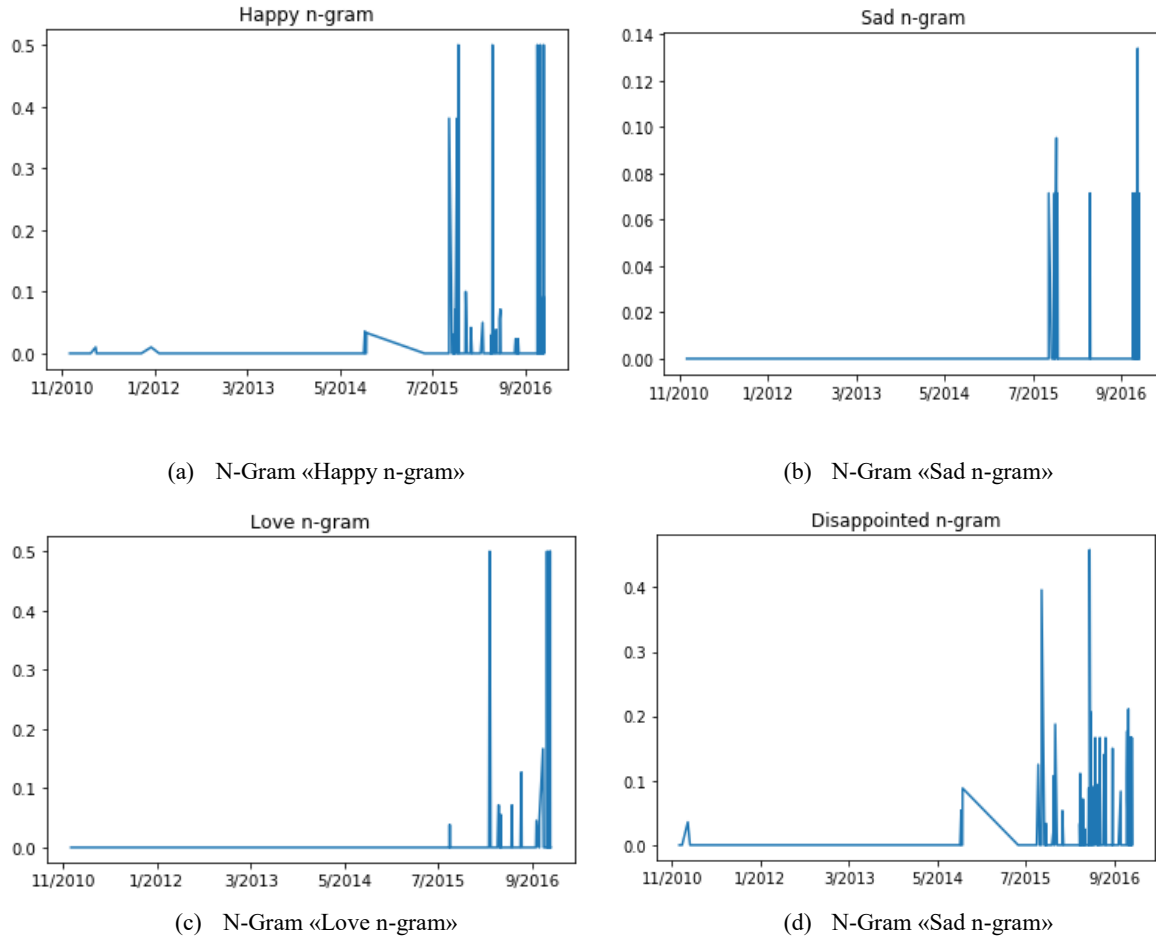 Happy n-gram
0.5
0.4
0.3
0.2
0.1
0.0
11/2010 1/2012 3/2013 5/2014 7/2015 9/2016
(a) N-Gram «Happy n-gram»
Sad n-gram
0.14
0.12
0.10
0.08
0.06
0.04
0.02
0.00
11/2010 1/2012 3/2013 5/2014 7/2015 9/2016
(b) N-Gram «Sad n-gram»
Love n-gram
0.5
0.4
0.3
0.2
0.1
0.0
11/2010 1/2012 3/2013 5/2014 7/2015 9/2016
(c) N-Gram «Love n-gram»
Disappointed n-gram
0.4
0.3
0.2
0.1
0.0
11/2010 1/2012 3/2013 5/2014 7/2015 9/2016
(d) N-Gram «Sad n-gram»